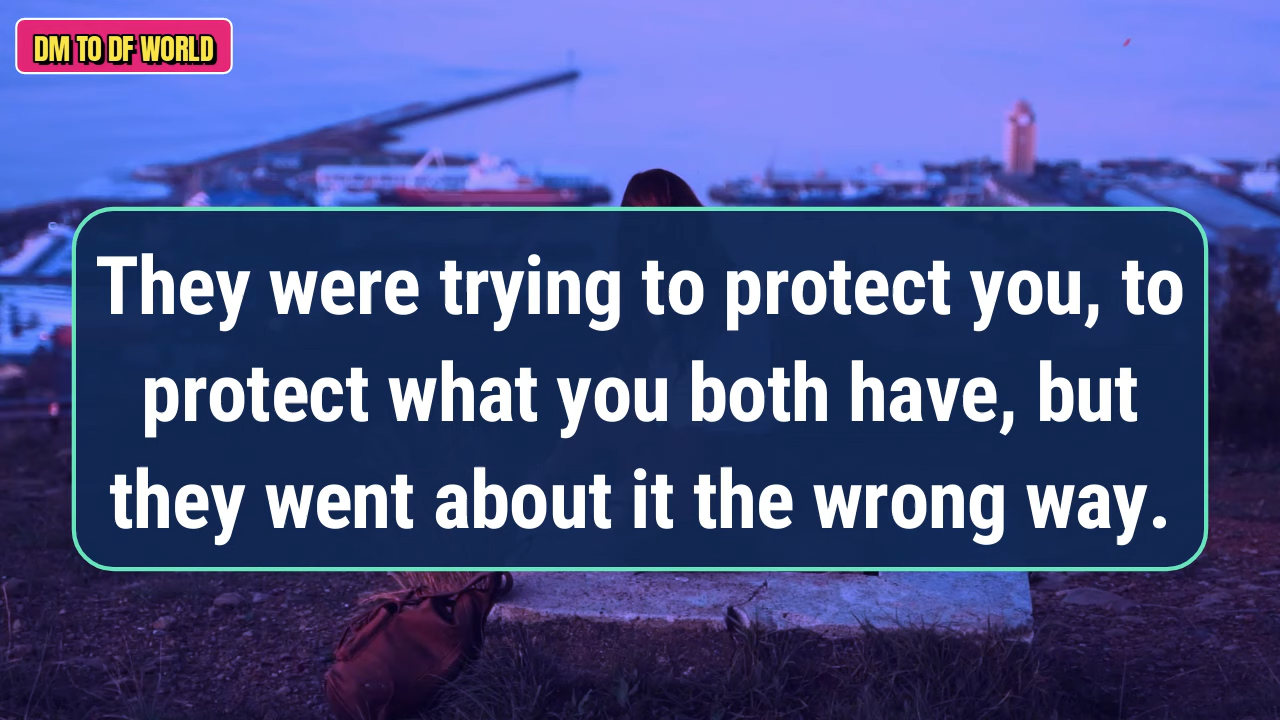 DM TO DF WORLD
They were trying to protect you, to
protect what you both have, but
they went about it the wrong way.